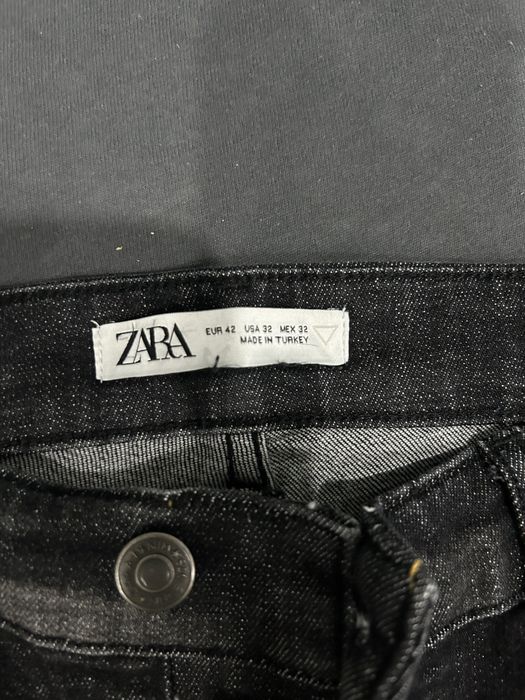 ZARA
EUR 42 USA 32 MEX 32
MADE IN TURKEY